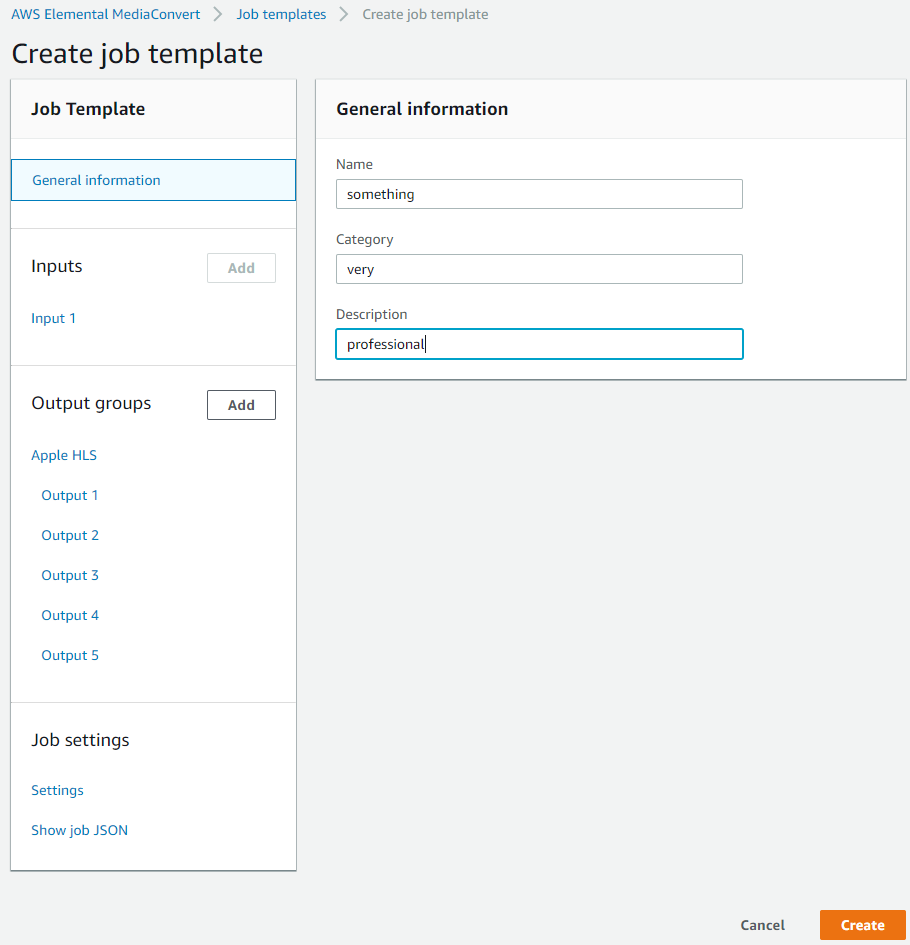 AWS Elemental MediaConvert > Job templates > Create job template
Create job template
Job Template
General information
Inputs
Add
Input 1
Output groups
Add
Apple HLS
Output 1
Output 2
Output 3
Output 4
Output 5
Job settings
Settings
Show job JSON
General information
Name
something
Category
very
Description
professional
Cancel
Create